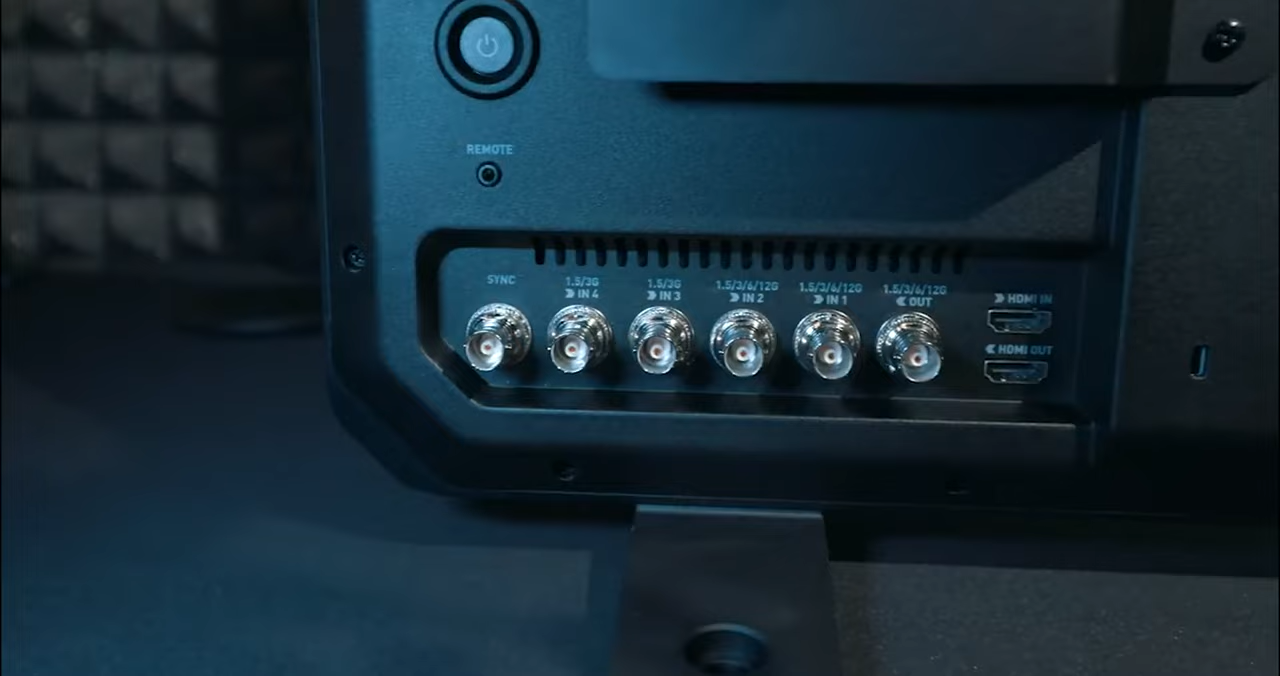 REMOTE
SYNC
1.5/3G
IN 4
1.5/3G
IN 3
1.5/3/6/12G
IN 2
1.5/3/6/12G
IN 1
1.5/3/6/12G
OUT
HDMI IN
HDMI OUT